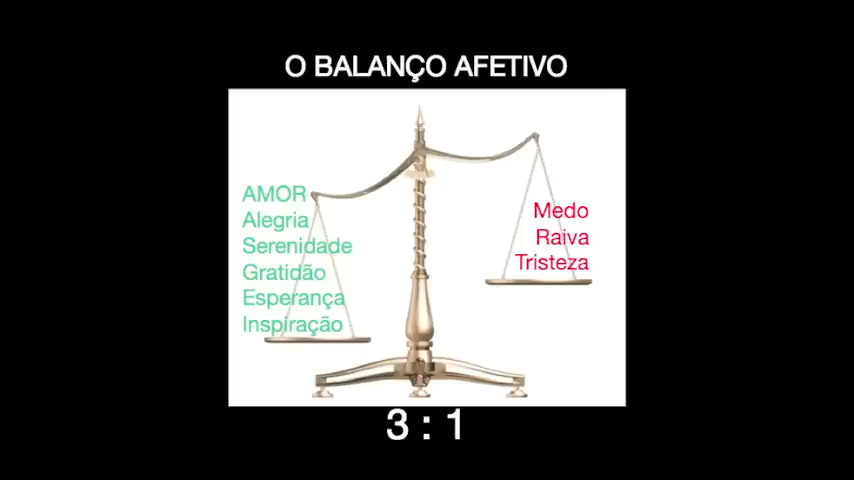 O BALANÇO AFETIVO
AMOR
Alegria
Serenidade
Gratidão
Esperança
Inspiração
Medo
Raiva
Tristeza
3 : 1